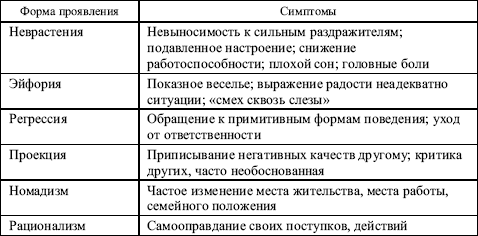 Форма проявления
Симптомы
Неврастения
Невыносимость к сильным раздражителям;
подавленное настроение; снижение
работоспособности; плохой сон; головные боли
Эйфория
Показное веселье; выражение радости неадекватно
ситуации; «смех сквозь слезы»
Регрессия
Обращение к примитивным формам поведения; уход
от ответственности
Проекция
Приписывание негативных качеств другому; критика
других, часто необоснованная
Номадизм
Частое изменение места жительства, места работы,
семейного положения
Рационализм
Самооправдание своих поступков, действий